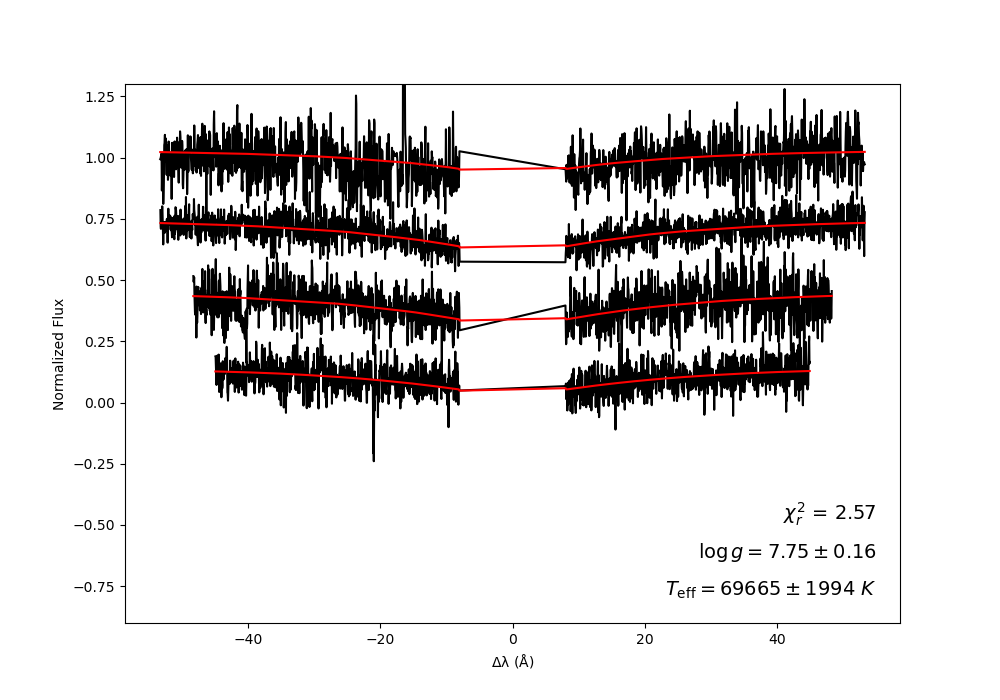 1.25
1.00
0.75
0.50
0.25
0.00
−0.25
−0.50
−0.75
Normalized Flux
χ²ᵣ = 2.57
log g = 7.75 ± 0.16
T_eff = 69665 ± 1994 K
−40 −20 0 20 40
Δλ (Å)